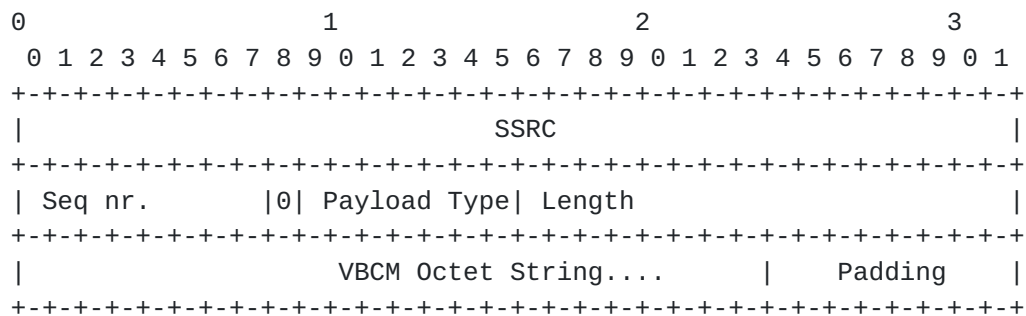 0                   1                   2                   3
 0 1 2 3 4 5 6 7 8 9 0 1 2 3 4 5 6 7 8 9 0 1 2 3 4 5 6 7 8 9 0 1
+-+-+-+-+-+-+-+-+-+-+-+-+-+-+-+-+-+-+-+-+-+-+-+-+-+-+-+-+-+-+-+-+
|                              SSRC                             |
+-+-+-+-+-+-+-+-+-+-+-+-+-+-+-+-+-+-+-+-+-+-+-+-+-+-+-+-+-+-+-+-+
| Seq nr.       |0| Payload Type| Length                        |
+-+-+-+-+-+-+-+-+-+-+-+-+-+-+-+-+-+-+-+-+-+-+-+-+-+-+-+-+-+-+-+-+
|                    VBCM Octet String....      |    Padding    |
+-+-+-+-+-+-+-+-+-+-+-+-+-+-+-+-+-+-+-+-+-+-+-+-+-+-+-+-+-+-+-+-+